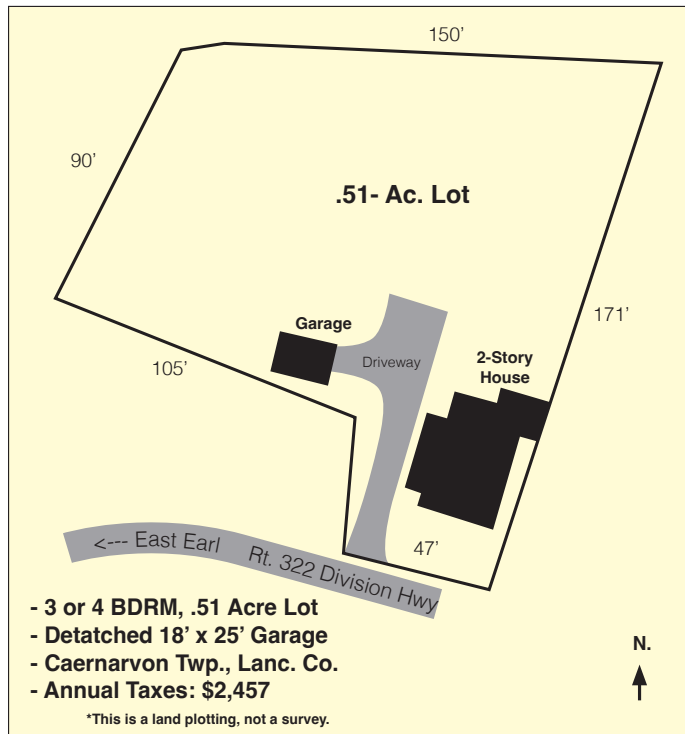 150’
90’
.51- Ac. Lot
171’
Garage
Driveway
2-Story
House
105’
47’
<--- East Earl Rt. 322 Division Hwy
- 3 or 4 BDRM, .51 Acre Lot
- Detatched 18’ x 25’ Garage
- Caernarvon Twp., Lanc. Co.
- Annual Taxes: $2,457
*This is a land plotting, not a survey.
N.